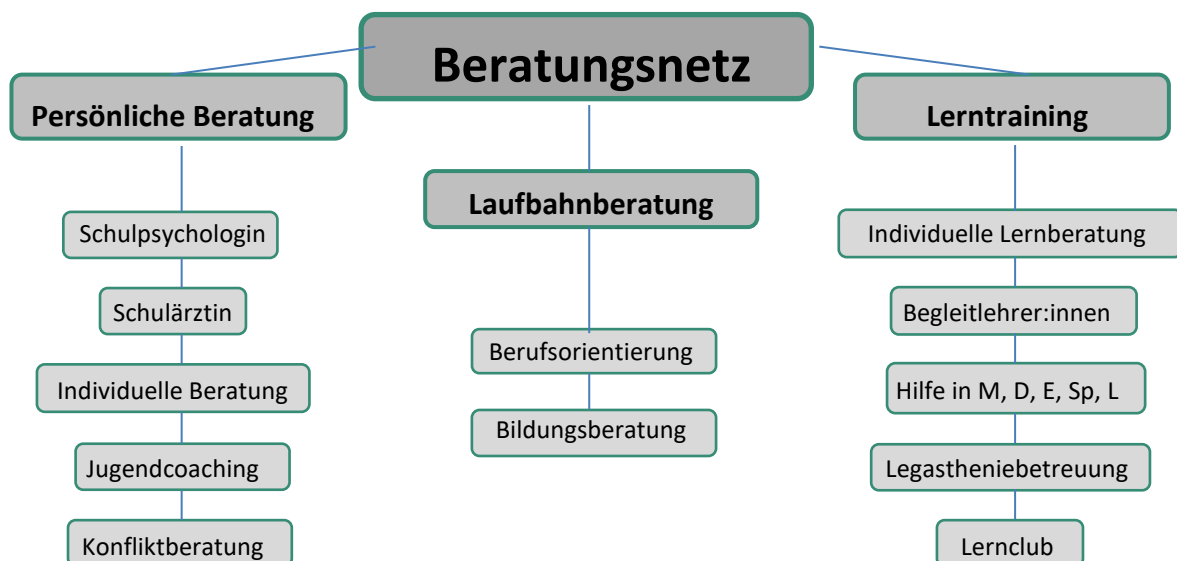 Beratungsnetz
Persönliche Beratung
Schulpsychologin
Schulärztin
Individuelle Beratung
Jugendcoaching
Konfliktberatung
Laufbahnberatung
Berufsorientierung
Bildungsberatung
Lerntraining
Individuelle Lernberatung
Begleitlehrer:innen
Hilfe in M, D, E, Sp, L
Legastheniebetreuung
Lernclub